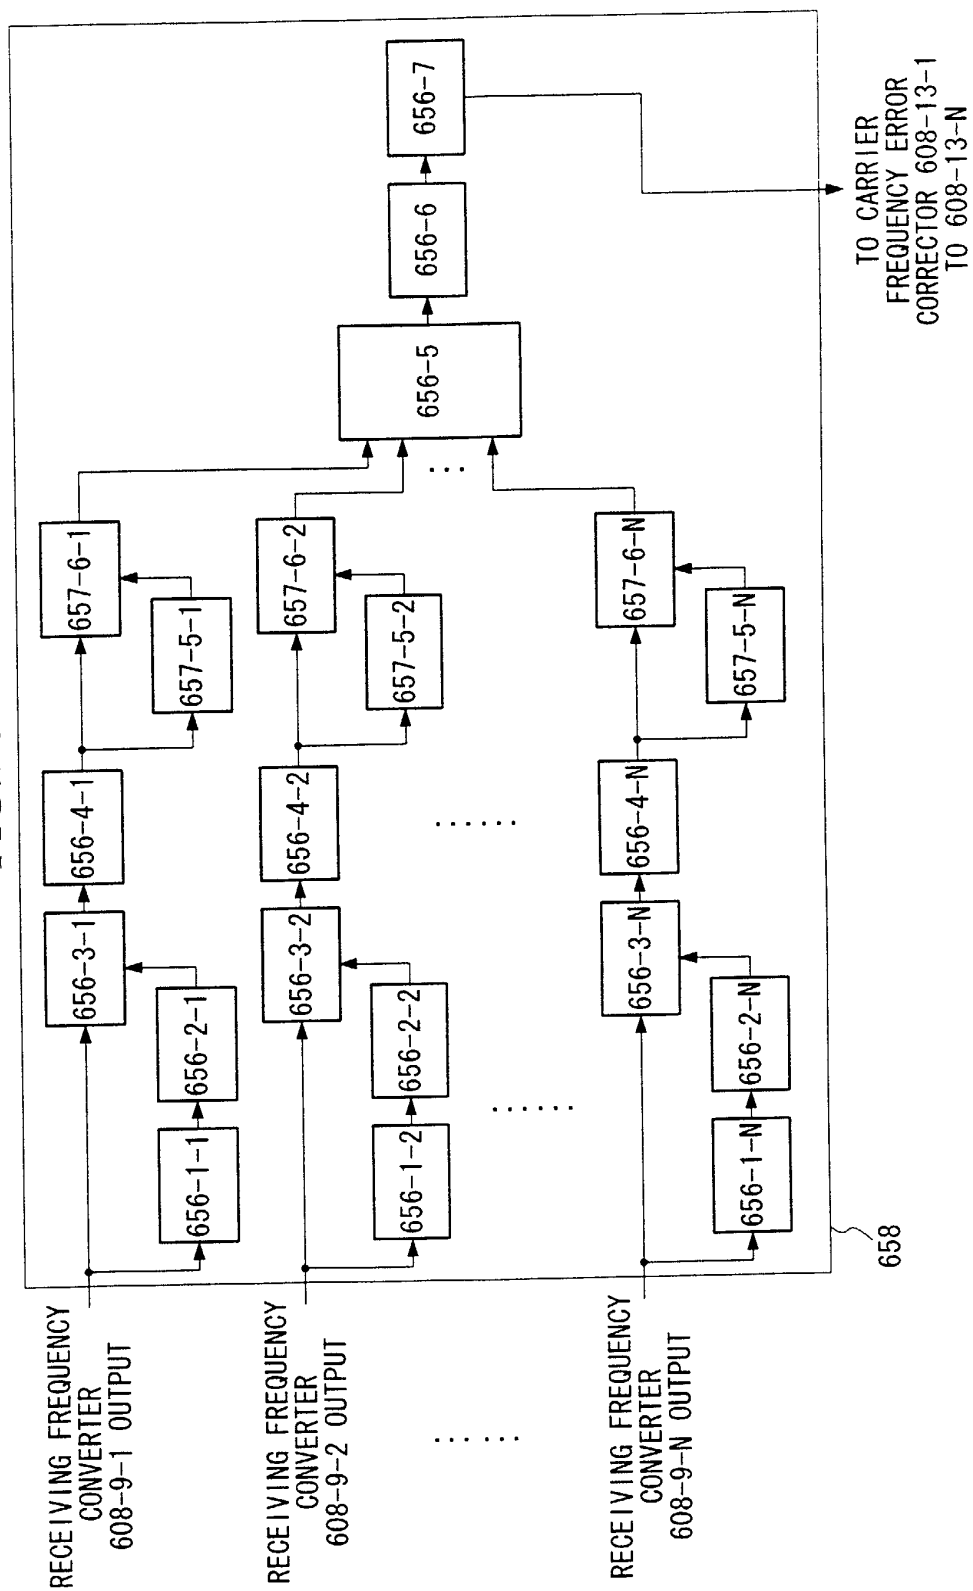 RECEIVING FREQUENCY
CONVERTER
608-9-1 OUTPUT
656-1-1
656-2-1
656-3-1
656-4-1
657-5-1
657-6-1
RECEIVING FREQUENCY
CONVERTER
608-9-2 OUTPUT
656-1-2
656-2-2
656-3-2
656-4-2
657-5-2
657-6-2
......
......
......
...
RECEIVING FREQUENCY
CONVERTER
608-9-N OUTPUT
656-1-N
656-2-N
656-3-N
656-4-N
657-5-N
657-6-N
656-5
656-6
656-7
TO CARRIER
FREQUENCY ERROR
CORRECTOR 608-13-1
TO 608-13-N
658